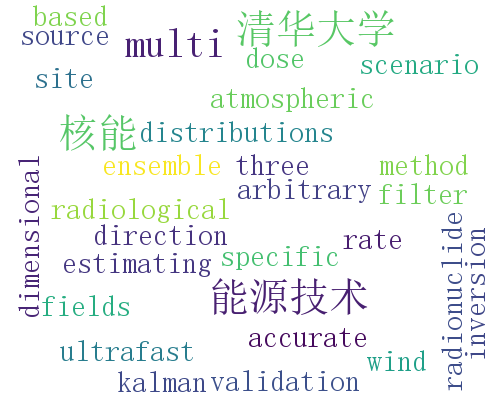 based
source
multi
清华大学
dose
scenario
site
atmospheric
核能
distributions
ensemble
three
method
arbitrary
filter
dimensional
radiological
direction
rate
specific
estimating
radionuclide
inversion
能源技术
fields
accurate
ultrafast
wind
kalman
validation